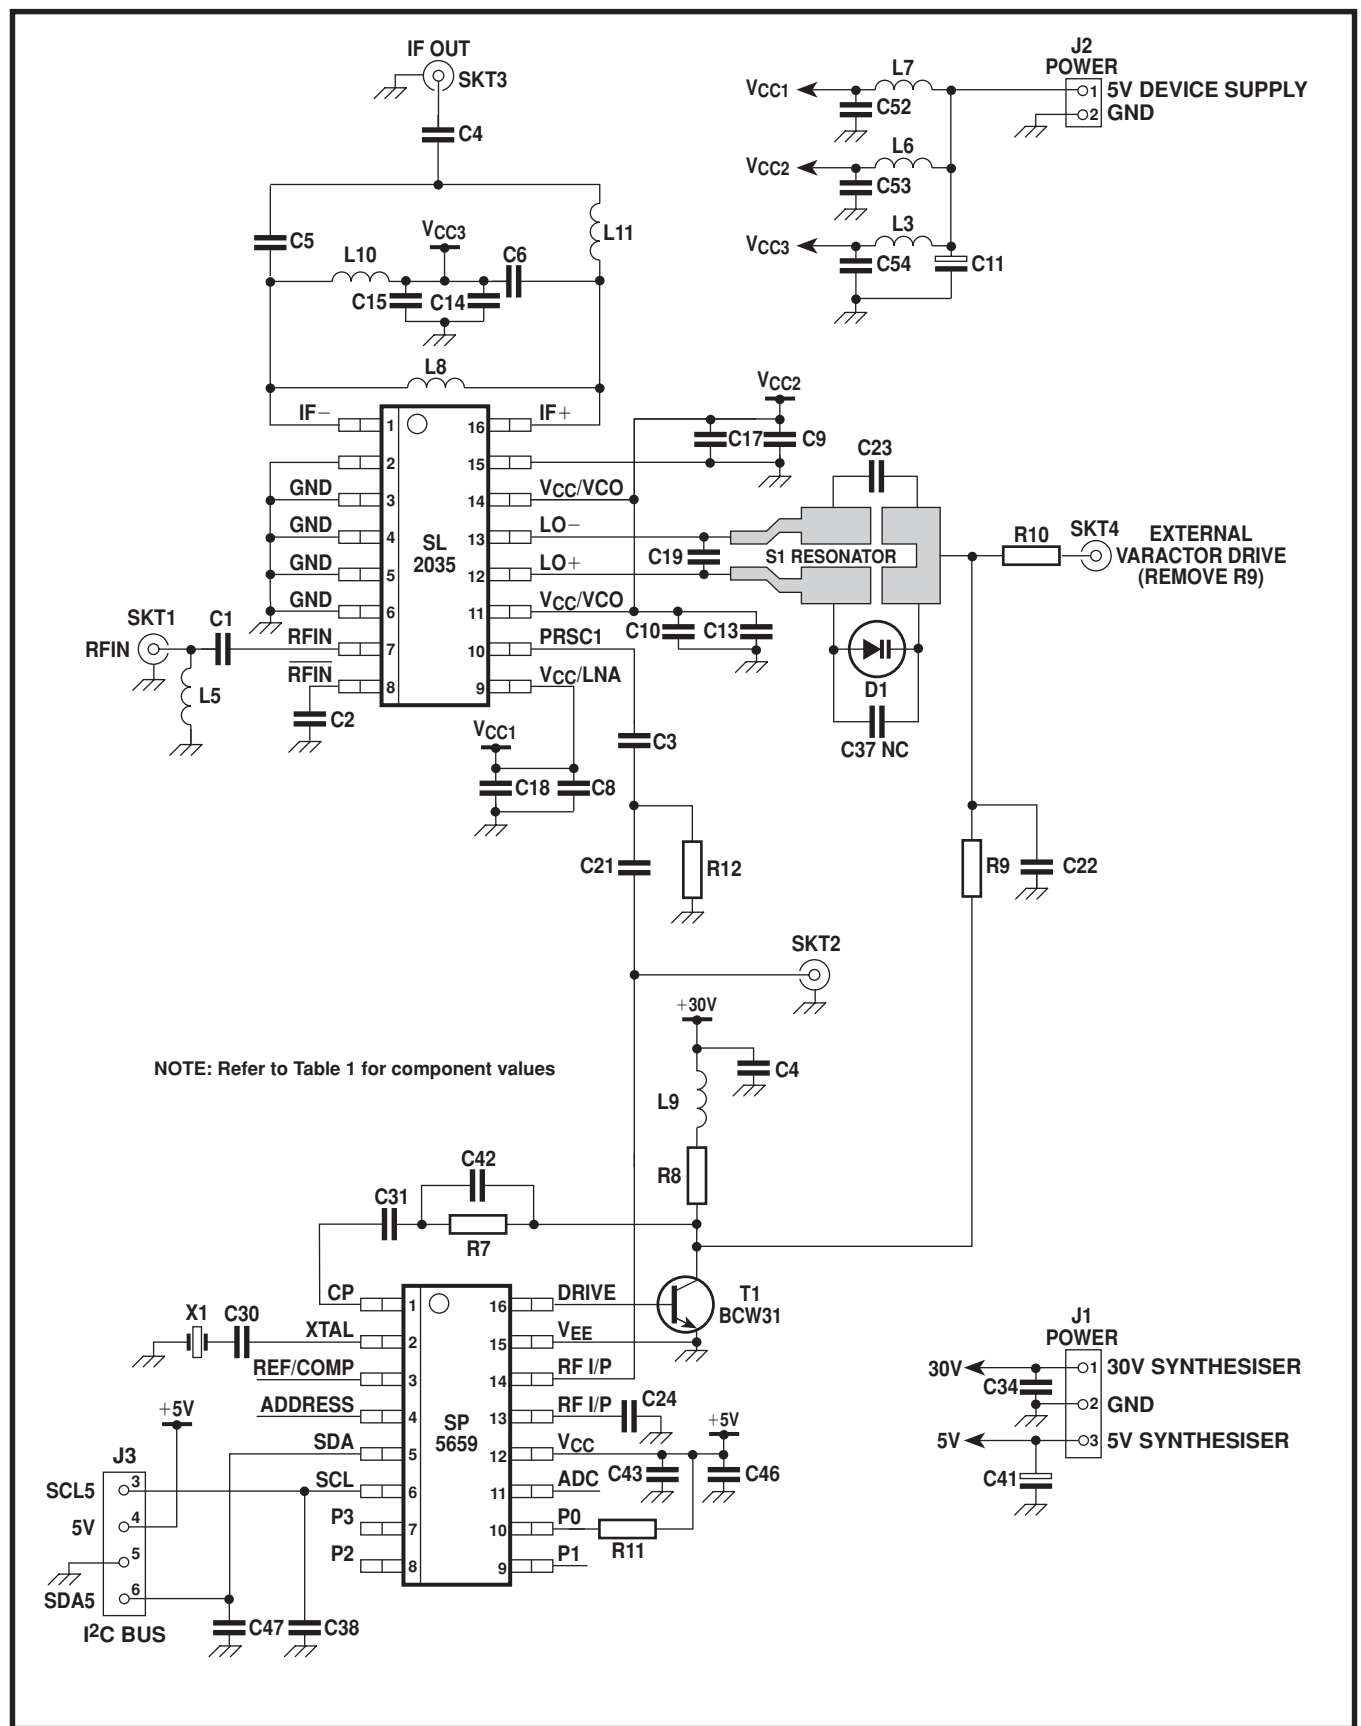 IF OUT
SKT3
C4
J2
POWER
1 5V DEVICE SUPPLY
2 GND
VCC1
L7
C52
VCC2
L6
C53
VCC3
L3
C54
C11
C5
L11
VCC3
L10
C6
C15
C14
L8
IF−
1
16
IF+
2
15
GND
3
14
VCC/VCO
GND
4
13
LO−
GND
5
12
LO+
GND
6
11
VCC/VCO
RFIN
7
10
PRSC1
RFIN
8
9
VCC/LNA
SL
2035
VCC2
C17
C9
C23
C19
S1 RESONATOR
R10
SKT4
EXTERNAL
VARACTOR DRIVE
(REMOVE R9)
C10
C13
D1
C37 NC
SKT1
RFIN
C1
L5
C2
VCC1
C18
C8
C3
C21
R12
R9
C22
SKT2
+30V
C4
L9
R8
NOTE: Refer to Table 1 for component values
C42
C31
R7
T1
BCW31
CP
1
16
DRIVE
X1
C30
XTAL
2
15
VEE
REF/COMP
3
14
RF I/P
ADDRESS
4
13
RF I/P
C24
SDA
5
12
VCC
SCL
6
11
ADC
P3
7
10
P0
P2
8
9
P1
SP
5659
+5V
C43
C46
R11
+5V
J3
SCL5
3
5V
4
5
SDA5
6
I2C BUS
C47
C38
J1
POWER
30V
1 30V SYNTHESISER
C34
2 GND
5V
3 5V SYNTHESISER
C41